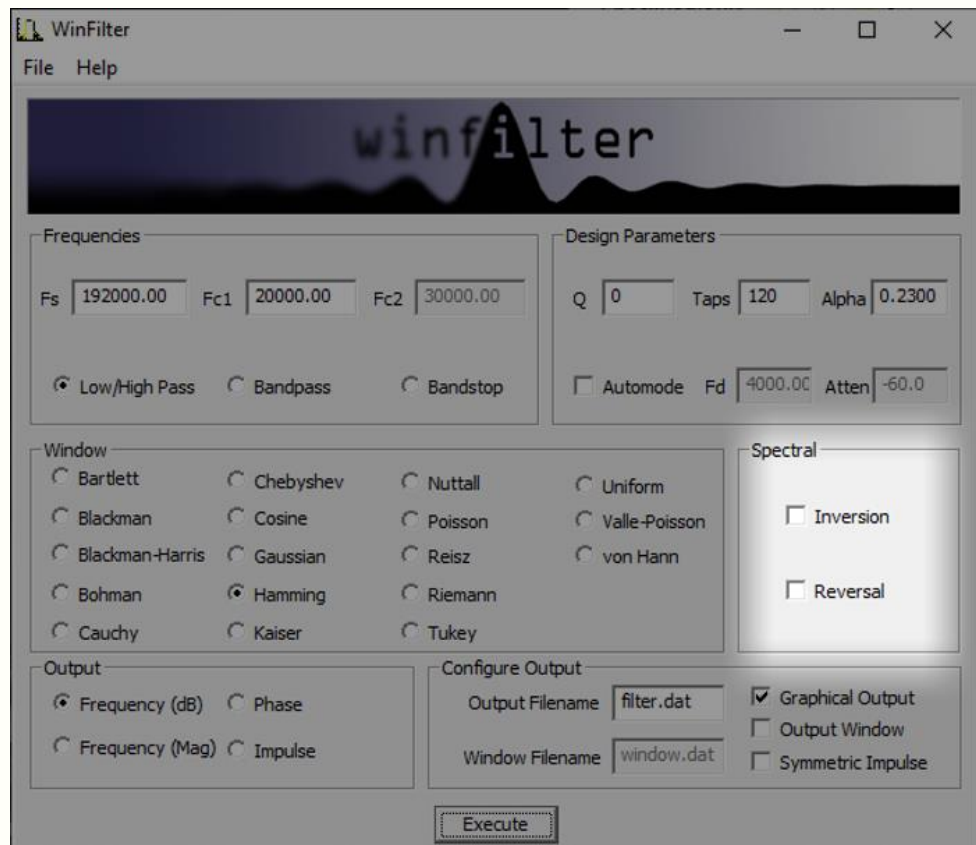 WinFilter
File Help
winfilter
Frequencies
Fs 192000.00 Fc1 20000.00 Fc2 30000.00
Low/High Pass Bandpass Bandstop
Design Parameters
Q 0 Taps 120 Alpha 0.2300
Automode Fd 4000.00 Atten -60.0
Window
Bartlett Chebyshev Nuttall Uniform
Blackman Cosine Poisson Valle-Poisson
Blackman-Harris Gaussian Reisz von Hann
Bohman Hamming Riemann
Cauchy Kaiser Tukey
Spectral
Inversion
Reversal
Output
Frequency (dB) Phase
Frequency (Mag) Impulse
Configure Output
Output Filename filter.dat Graphical Output
Output Window
Window Filename window.dat Symmetric Impulse
Execute